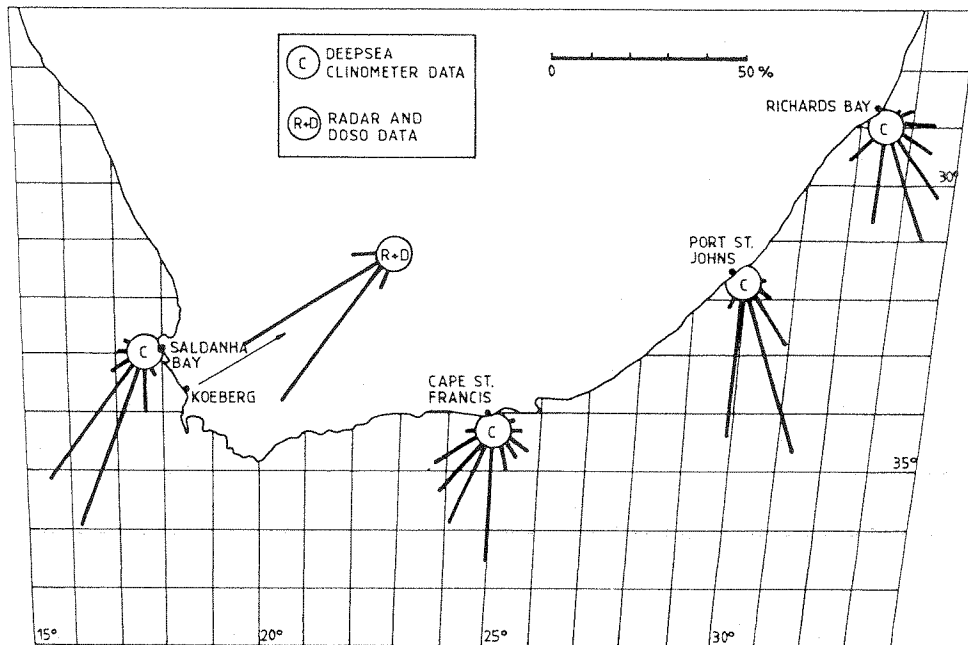 C DEEPSEA
CLINOMETER DATA
R+D RADAR AND
DOSO DATA
0 50 %
RICHARDS BAY
C
30°
PORT ST.
JOHNS
C
R+D
C SALDANHA
BAY
KOEBERG
CAPE ST.
FRANCIS
C
35°
15° 20° 25° 30°